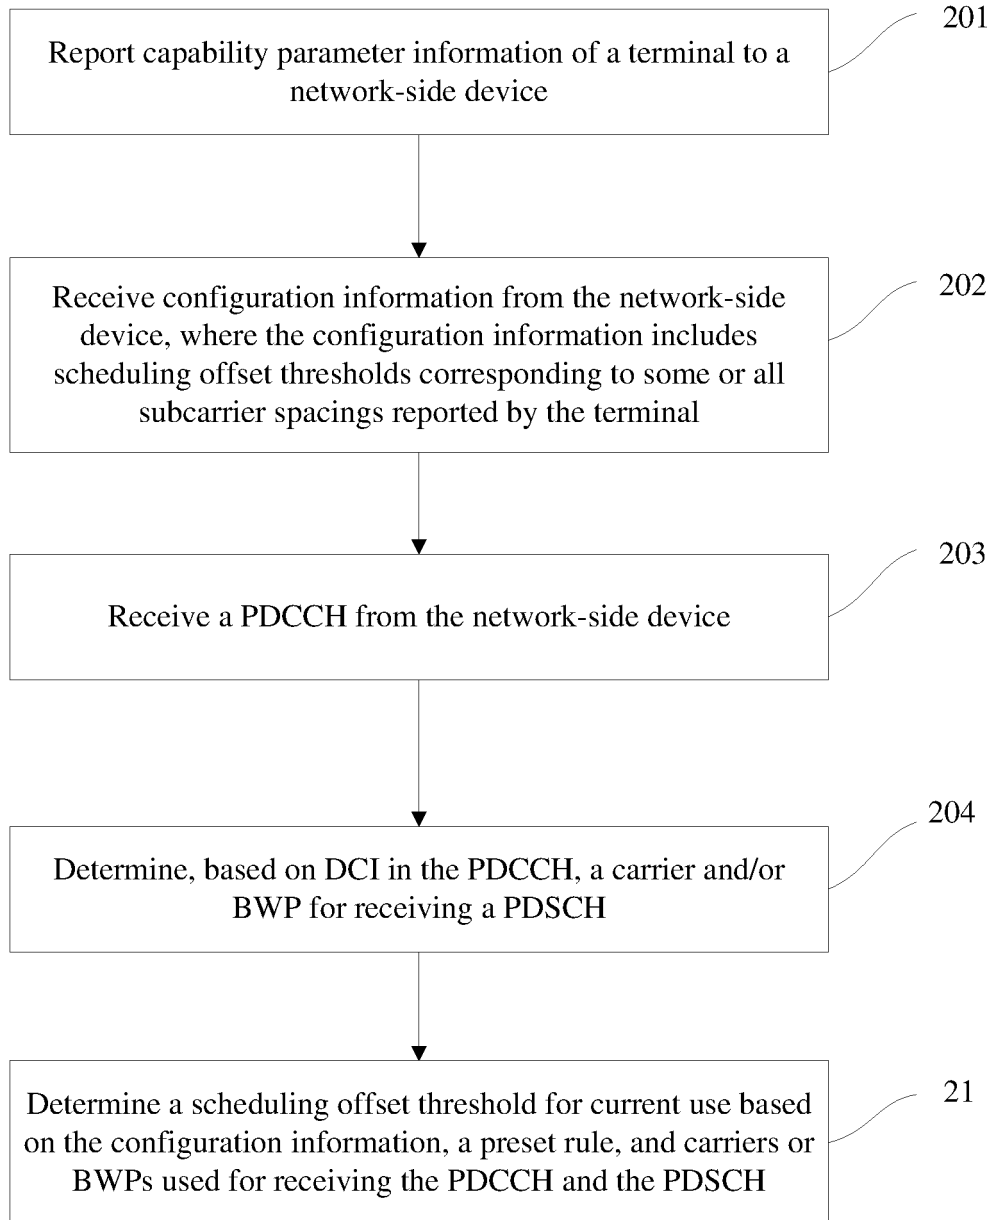 201
Report capability parameter information of a terminal to a
network-side device
202
Receive configuration information from the network-side
device, where the configuration information includes
scheduling offset thresholds corresponding to some or all
subcarrier spacings reported by the terminal
203
Receive a PDCCH from the network-side device
204
Determine, based on DCI in the PDCCH, a carrier and/or
BWP for receiving a PDSCH
21
Determine a scheduling offset threshold for current use based
on the configuration information, a preset rule, and carriers or
BWPs used for receiving the PDCCH and the PDSCH